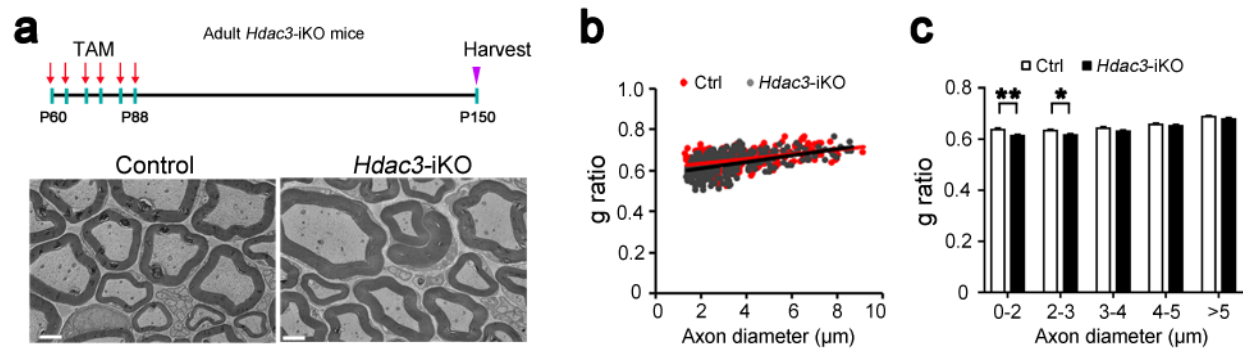 a
Adult Hdac3-iKO mice
TAM
Harvest
P60
P88
P150
Control
Hdac3-iKO
b
Ctrl
Hdac3-iKO
g ratio
1.0
0.8
0.6
0.4
0.2
0
0
2
4
6
8
10
Axon diameter (μm)
c
Ctrl
Hdac3-iKO
g ratio
0.8
0.6
0.4
0.2
0
**
*
0-2
2-3
3-4
4-5
>5
Axon diameter (μm)